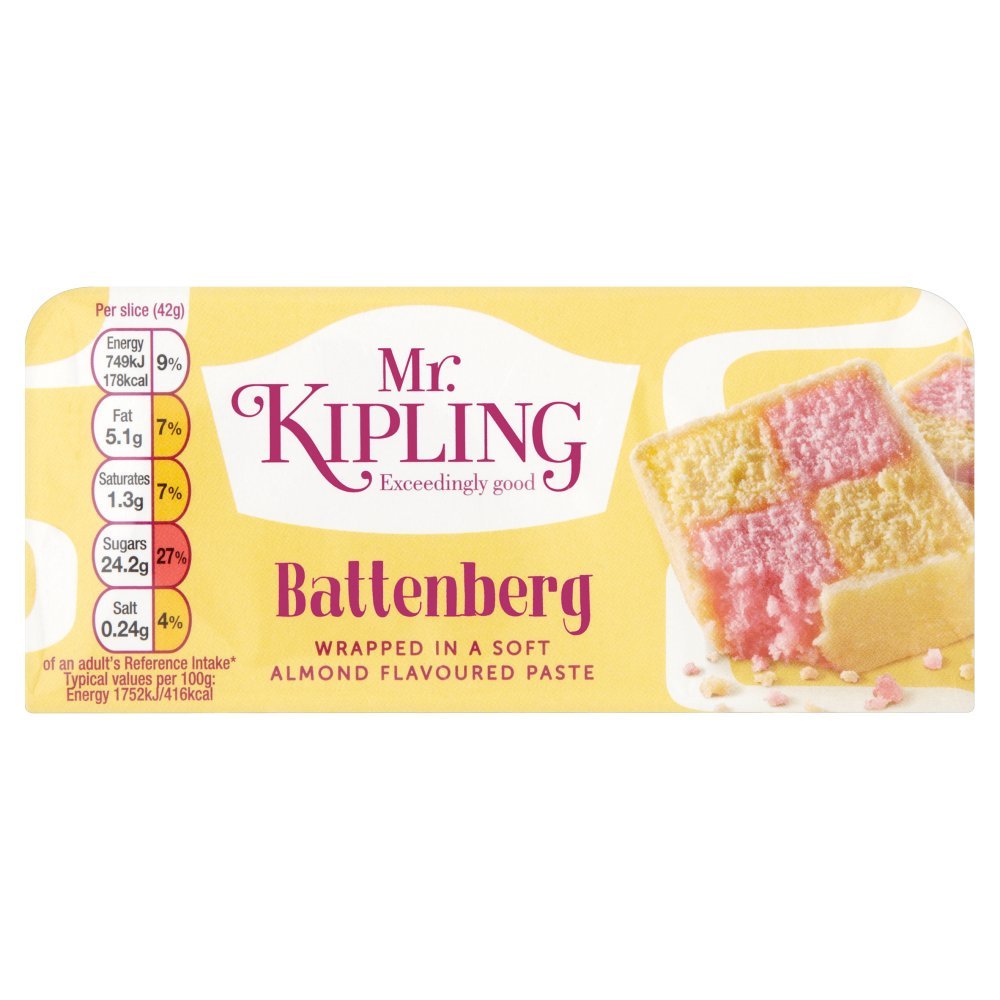 Per slice (42g)
Energy
749kJ
178kcal
9%
Fat
5.1g
7%
Saturates
1.3g
7%
Sugars
24.2g
27%
Salt
0.24g
4%
of an adult's Reference Intake*
Typical values per 100g:
Energy 1752kJ/416kcal
Mr.
KIPLING
Exceedingly good
Battenberg
WRAPPED IN A SOFT
ALMOND FLAVOURED PASTE